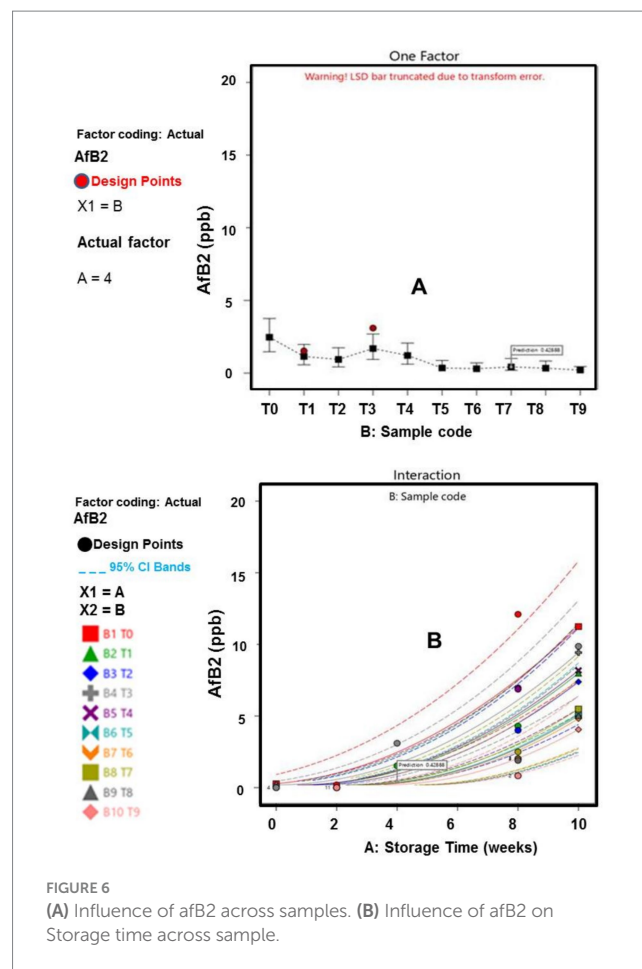 One Factor
Warning! LSD bar truncated due to transform error.
Factor coding: Actual
AfB2
Design Points
X1 = B
Actual factor
A = 4
AfB2 (ppb)
20
15
10
5
0
A
Prediction 0.42868
T0 T1 T2 T3 T4 T5 T6 T7 T8 T9
B: Sample code
Interaction
B: Sample code
Factor coding: Actual
AfB2
Design Points
95% CI Bands
X1 = A
X2 = B
B1 T0
B2 T1
B3 T2
B4 T3
B5 T4
B6 T5
B7 T6
B8 T7
B9 T8
B10 T9
AfB2 (ppb)
20
15
10
5
0
B
Prediction 0.42868
4
11
0 2 4 6 8 10
A: Storage Time (weeks)
FIGURE 6
(A) Influence of afB2 across samples. (B) Influence of afB2 on
Storage time across sample.